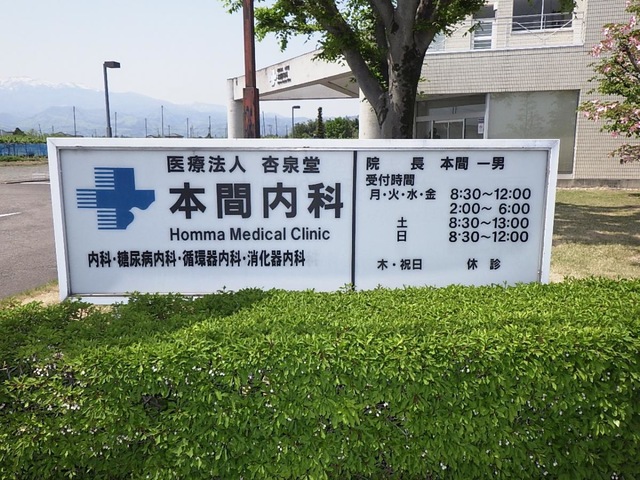 医療法人 杏泉堂
本間内科
Homma Medical Clinic
内科・糖尿病内科・循環器内科・消化器内科
院 長 本間 一男
受付時間
月・火・水・金 8:30～12:00
2:00～ 6:00
土 8:30～13:00
日 8:30～12:00
木・祝日 休 診